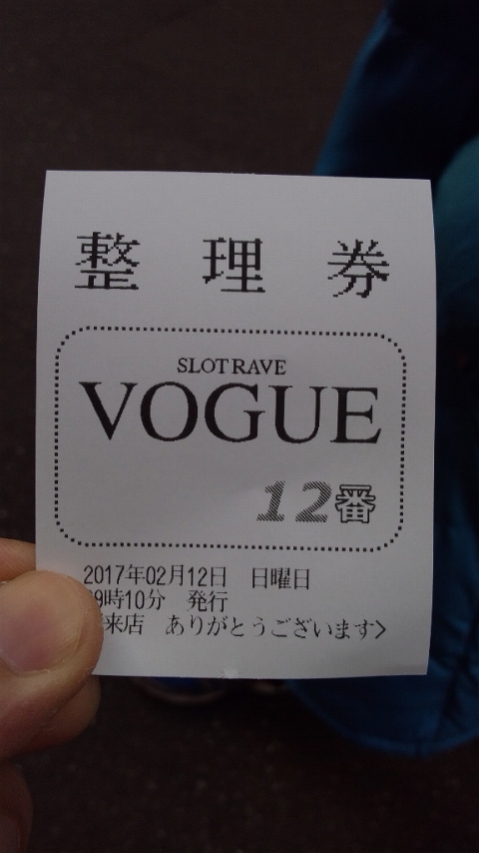 整理券
SLOTRAVE
VOGUE
12番
2017年02月12日 日曜日
9時10分 発行
来店 ありがとうございます>